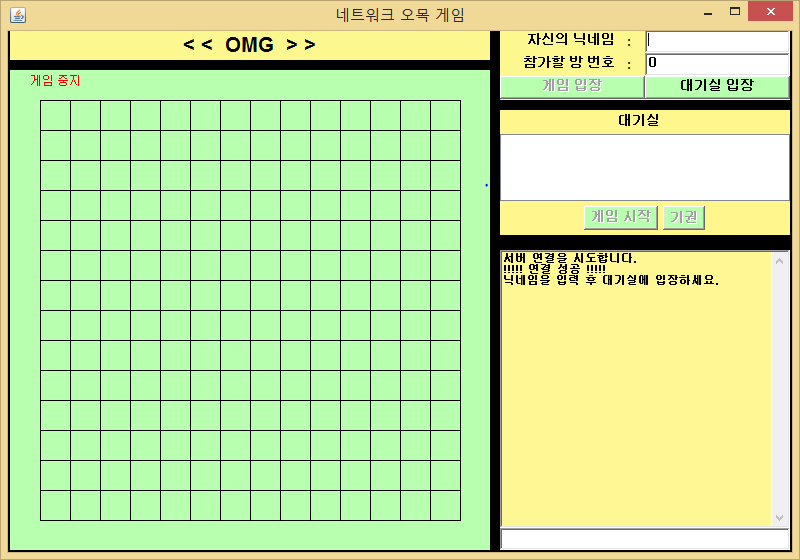 네트워크 오목 게임
< < OMG > >
게임 중지
자신의 닉네임 :
참가할 방 번호 : 0
게임 입장 대기실 입장
대기실
게임 시작 기권
서버 연결을 시도합니다.
!!!!! 연결 성공 !!!!!
닉네임을 입력 후 대기실에 입장하세요.